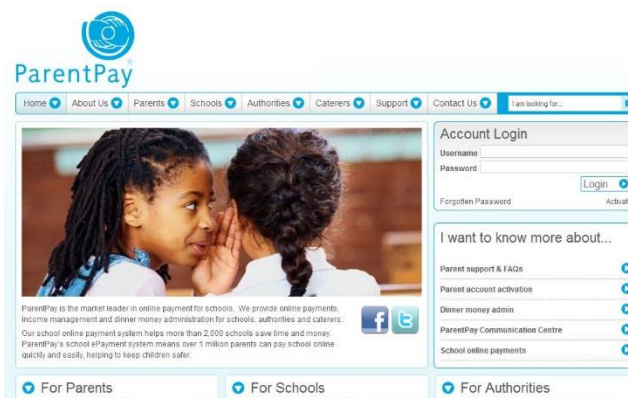 ParentPay
Home About Us Parents Schools Authorities Caterers Support Contact Us I am looking for...
Account Login
Username
Password
Login
Forgotten Password Activat
I want to know more about...
Parent support & FAQs
Parent account activation
Dinner money admin
ParentPay Communication Centre
School online payments
ParentPay is the market leader in online payment for schools. We provide online payments,
income management and dinner money administration for schools, authorities and caterers.
Our school online payment system helps more than 2,000 schools save time and money.
ParentPay's school ePayment system means over 1 million parents can pay school online
quickly and easily, helping to keep children safer.
For Parents For Schools For Authorities